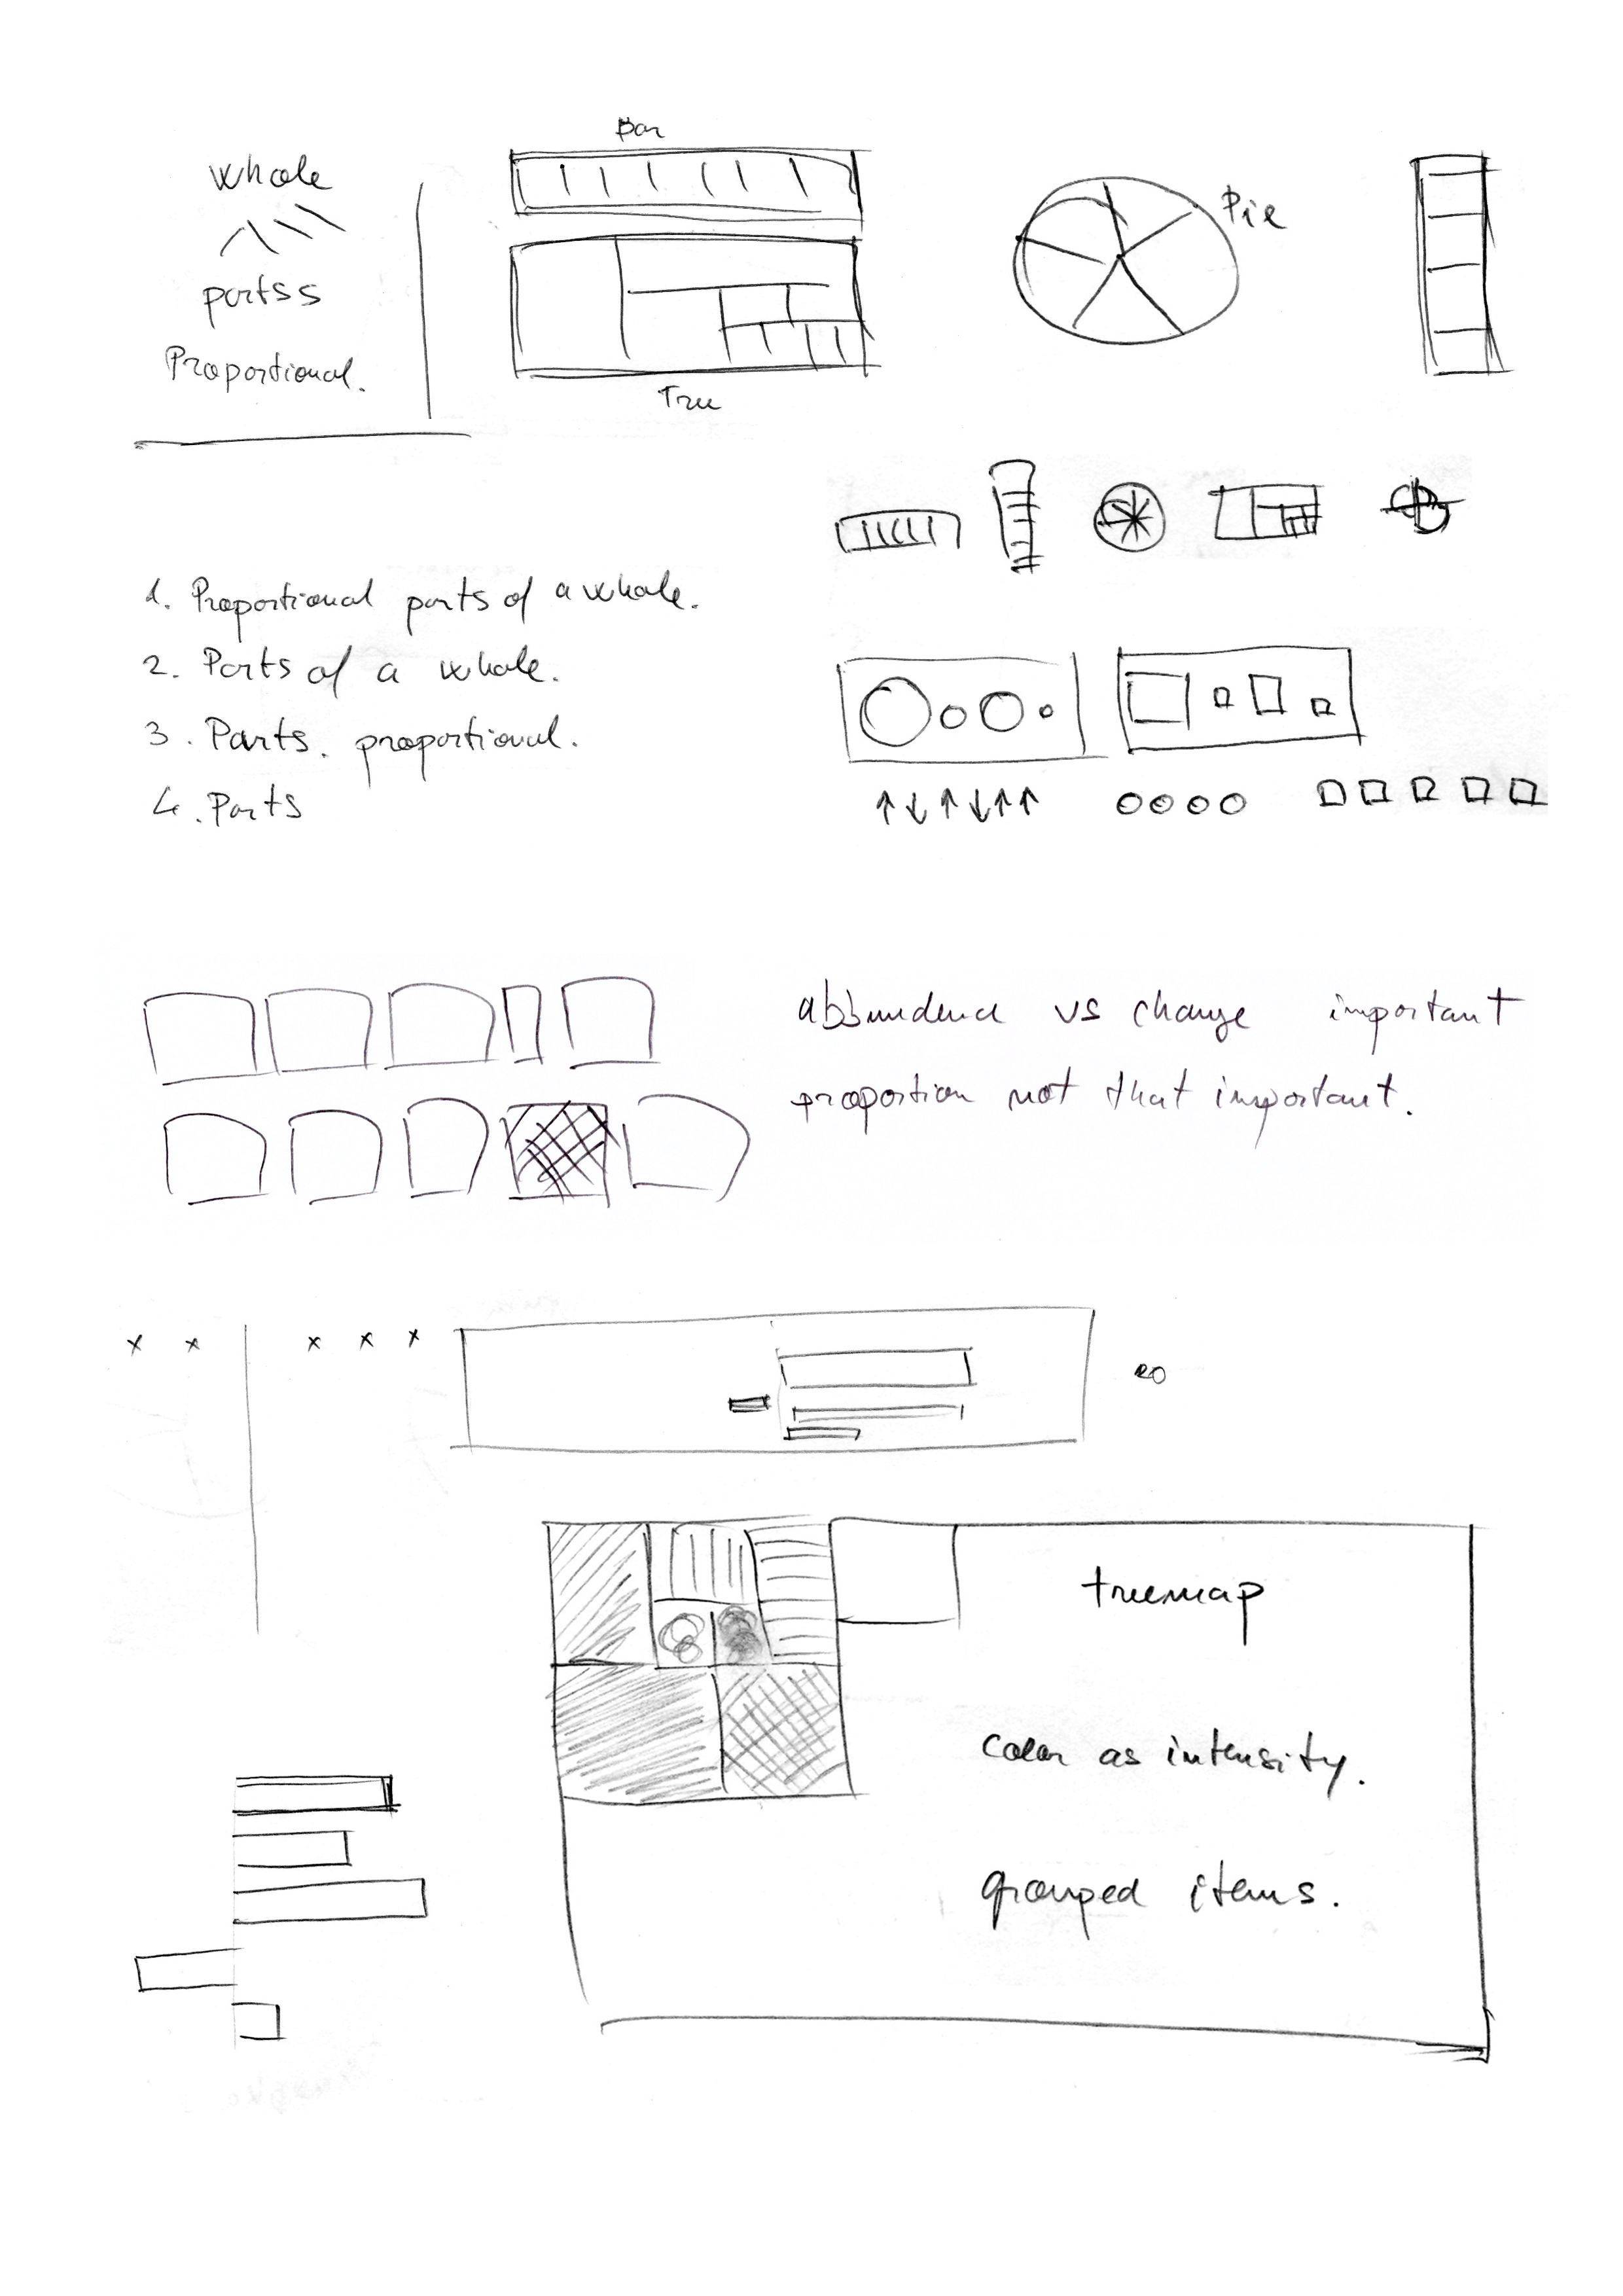 Bar
whole
Pie
partss
Proportional.
Tree
1. Proportional parts of a whole.
2. Parts of a whole.
3. Parts. proportional.
4. Parts
abbundence vs change important
proportion not that important.
x x x x x
treemap
color as intensity.
grouped items.